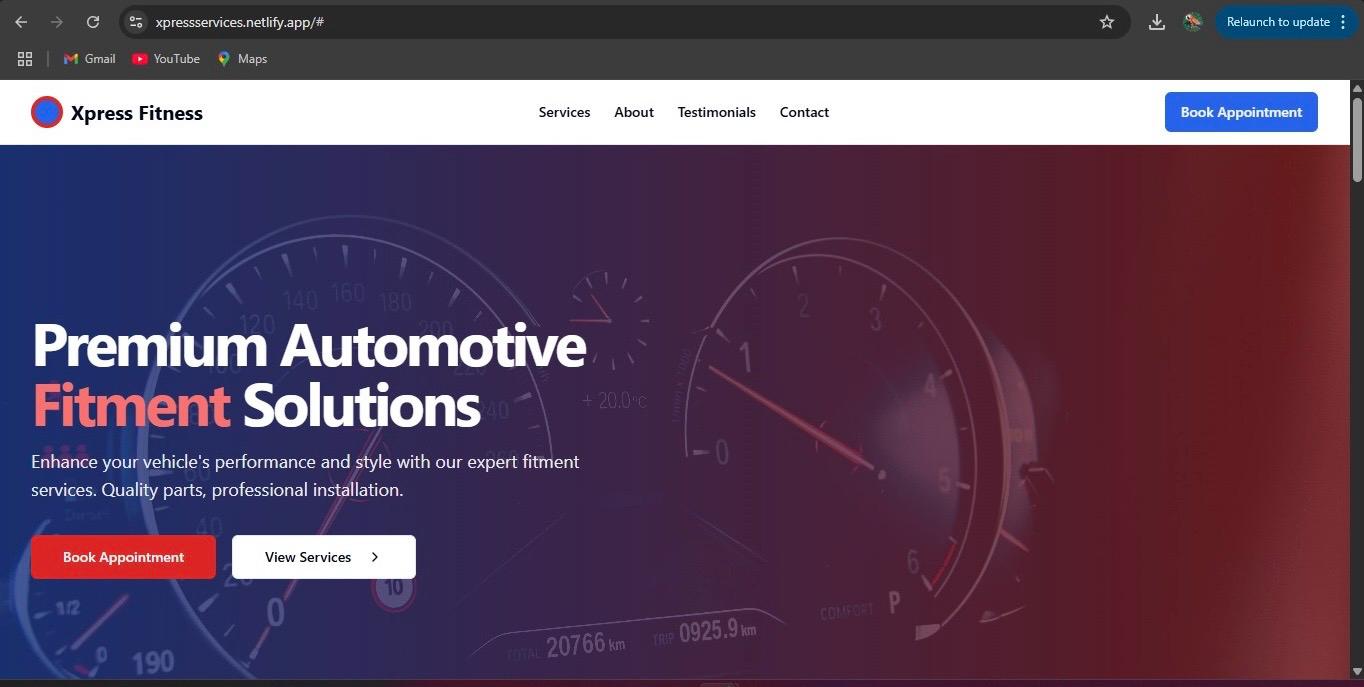 xpressservices.netlify.app/#
Relaunch to update
Gmail YouTube Maps
Xpress Fitness
Services About Testimonials Contact
Book Appointment
Premium Automotive
Fitment Solutions
Enhance your vehicle's performance and style with our expert fitment
services. Quality parts, professional installation.
Book Appointment
View Services
20
40
60
120
140
160
180
200
220
240
1/2
0
190
0
10
+ 20.0°C
0
1
2
3
4
5
6
TOTAL 20766 km
TRIP 0925.9 km
COMFORT P